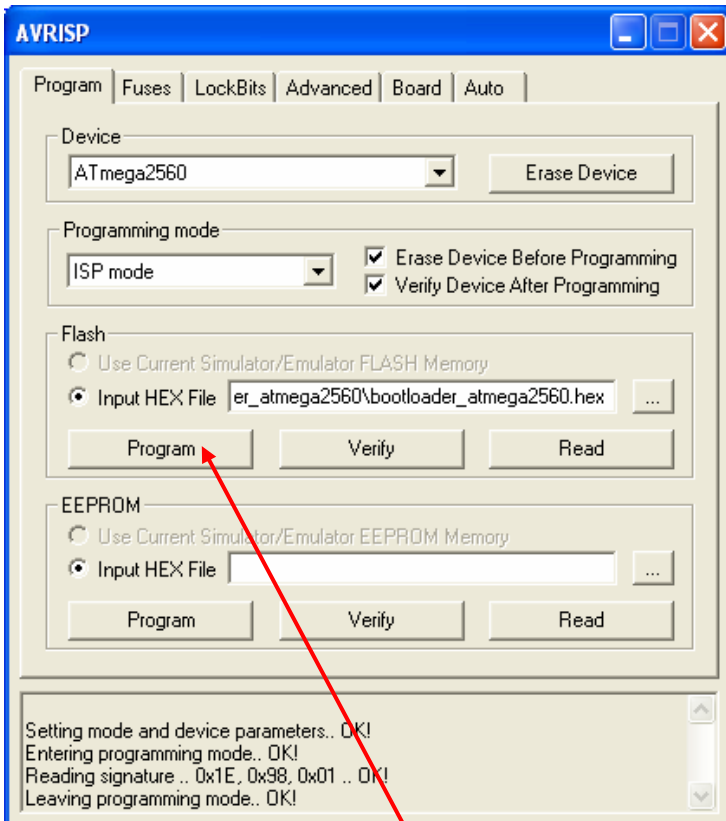 AVRISP
Program Fuses LockBits Advanced Board Auto
Device
ATmega2560 Erase Device
Programming mode
ISP mode Erase Device Before Programming
Verify Device After Programming
Flash
Use Current Simulator/Emulator FLASH Memory
Input HEX File er_atmega2560\bootloader_atmega2560.hex ...
Program Verify Read
EEPROM
Use Current Simulator/Emulator EEPROM Memory
Input HEX File ...
Program Verify Read
Setting mode and device parameters.. OK!
Entering programming mode.. OK!
Reading signature .. 0x1E, 0x98, 0x01 .. OK!
Leaving programming mode.. OK!